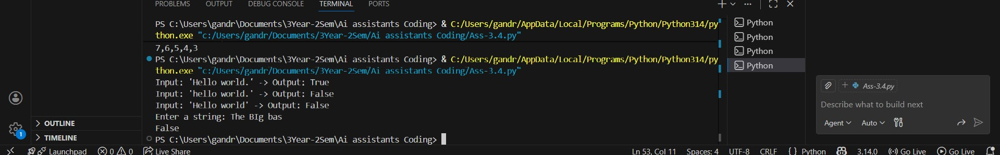 PROBLEMS OUTPUT DEBUG CONSOLE TERMINAL PORTS
PS C:\Users\gandr\Documents\3Year-2Sem\Ai assistants Coding> & C:/Users/gandr/AppData/Local/Programs/Python/Python314/py
thon.exe "c:/Users/gandr/Documents/3Year-2Sem/Ai assistants Coding/Ass-3.4.py"
7,6,5,4,3
PS C:\Users\gandr\Documents\3Year-2Sem\Ai assistants Coding> & C:/Users/gandr/AppData/Local/Programs/Python/Python314/py
thon.exe "c:/Users/gandr/Documents/3Year-2Sem/Ai assistants Coding/Ass-3.4.py"
Input: 'Hello world.' -> Output: True
Input: 'hello world.' -> Output: False
Input: 'Hello world' -> Output: False
Enter a string: The BIg bas
False
PS C:\Users\gandr\Documents\3Year-2Sem\Ai assistants Coding>
Python
Python
Python
Python
Ass-3.4.py
Describe what to build next
Agent Auto
1
OUTLINE
TIMELINE
Launchpad 0 0 Live Share Ln 53, Col 11 Spaces: 4 UTF-8 CRLF { } Python 3.14.0 Go Live Go Live